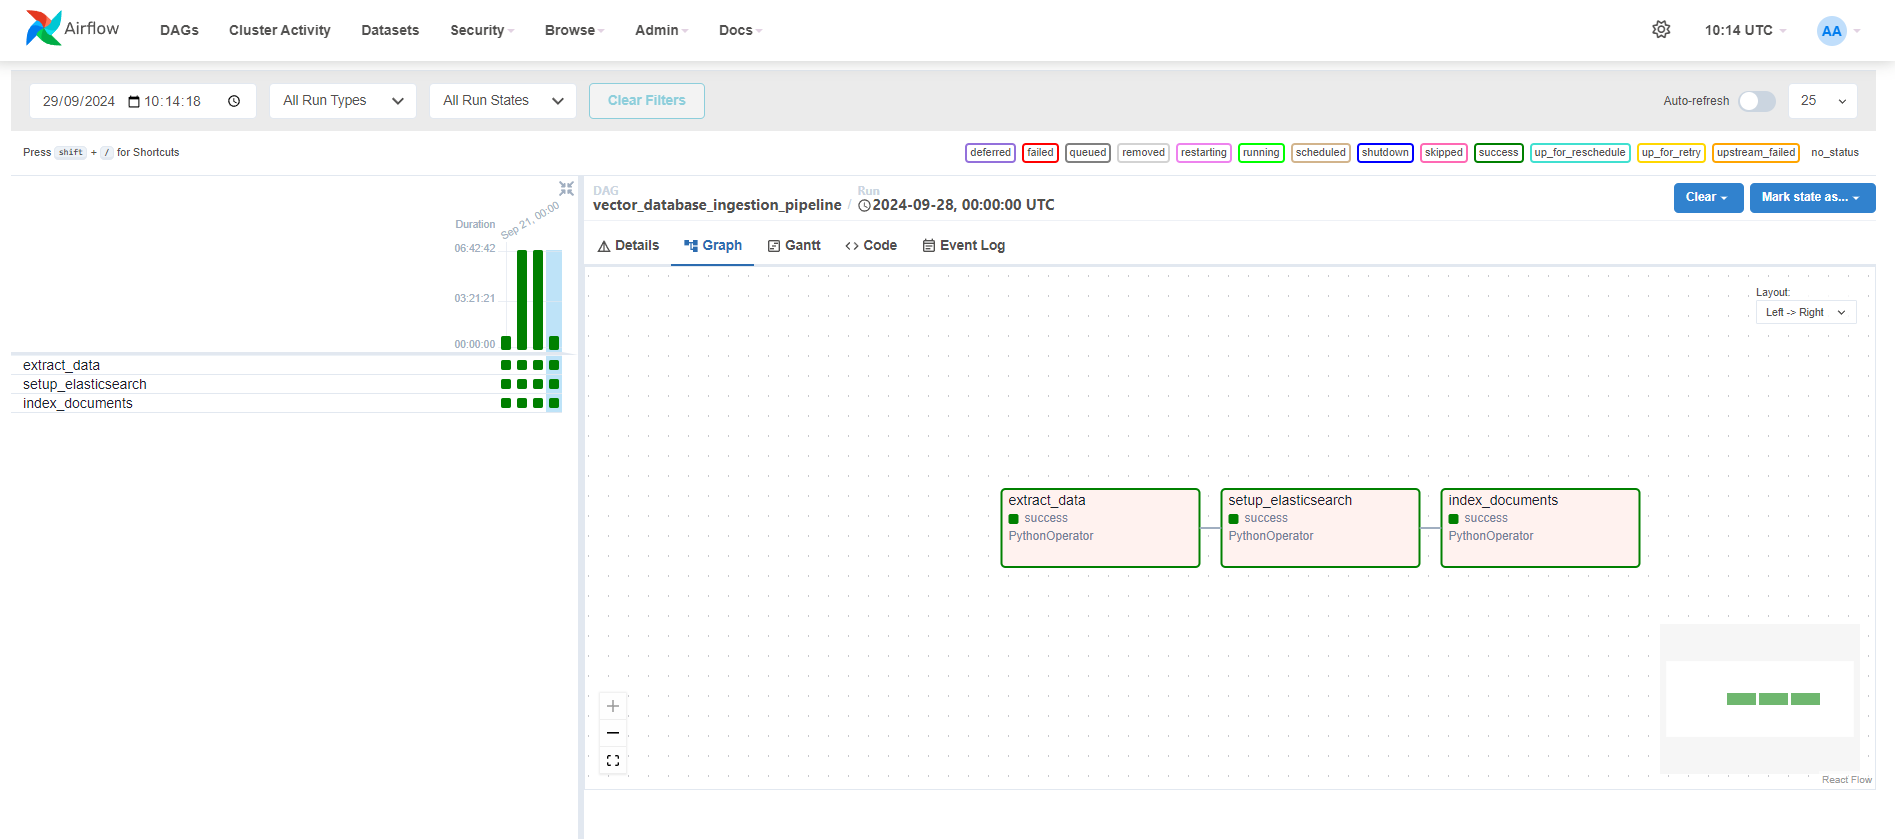 Airflow
DAGs
Cluster Activity
Datasets
Security
Browse
Admin
Docs
10:14 UTC
AA
29/09/2024 10:14:18
All Run Types
All Run States
Clear Filters
Auto-refresh
25
Press shift + / for Shortcuts
deferred
failed
queued
removed
restarting
running
scheduled
shutdown
skipped
success
up_for_reschedule
up_for_retry
upstream_failed
no_status
Duration
Sep 21, 00:00
06:42:42
03:21:21
00:00:00
extract_data
setup_elasticsearch
index_documents
DAG
vector_database_ingestion_pipeline
/
Run
2024-09-28, 00:00:00 UTC
Clear
Mark state as...
Details
Graph
Gantt
Code
Event Log
Layout:
Left -> Right
extract_data
success
PythonOperator
setup_elasticsearch
success
PythonOperator
index_documents
success
PythonOperator
React Flow